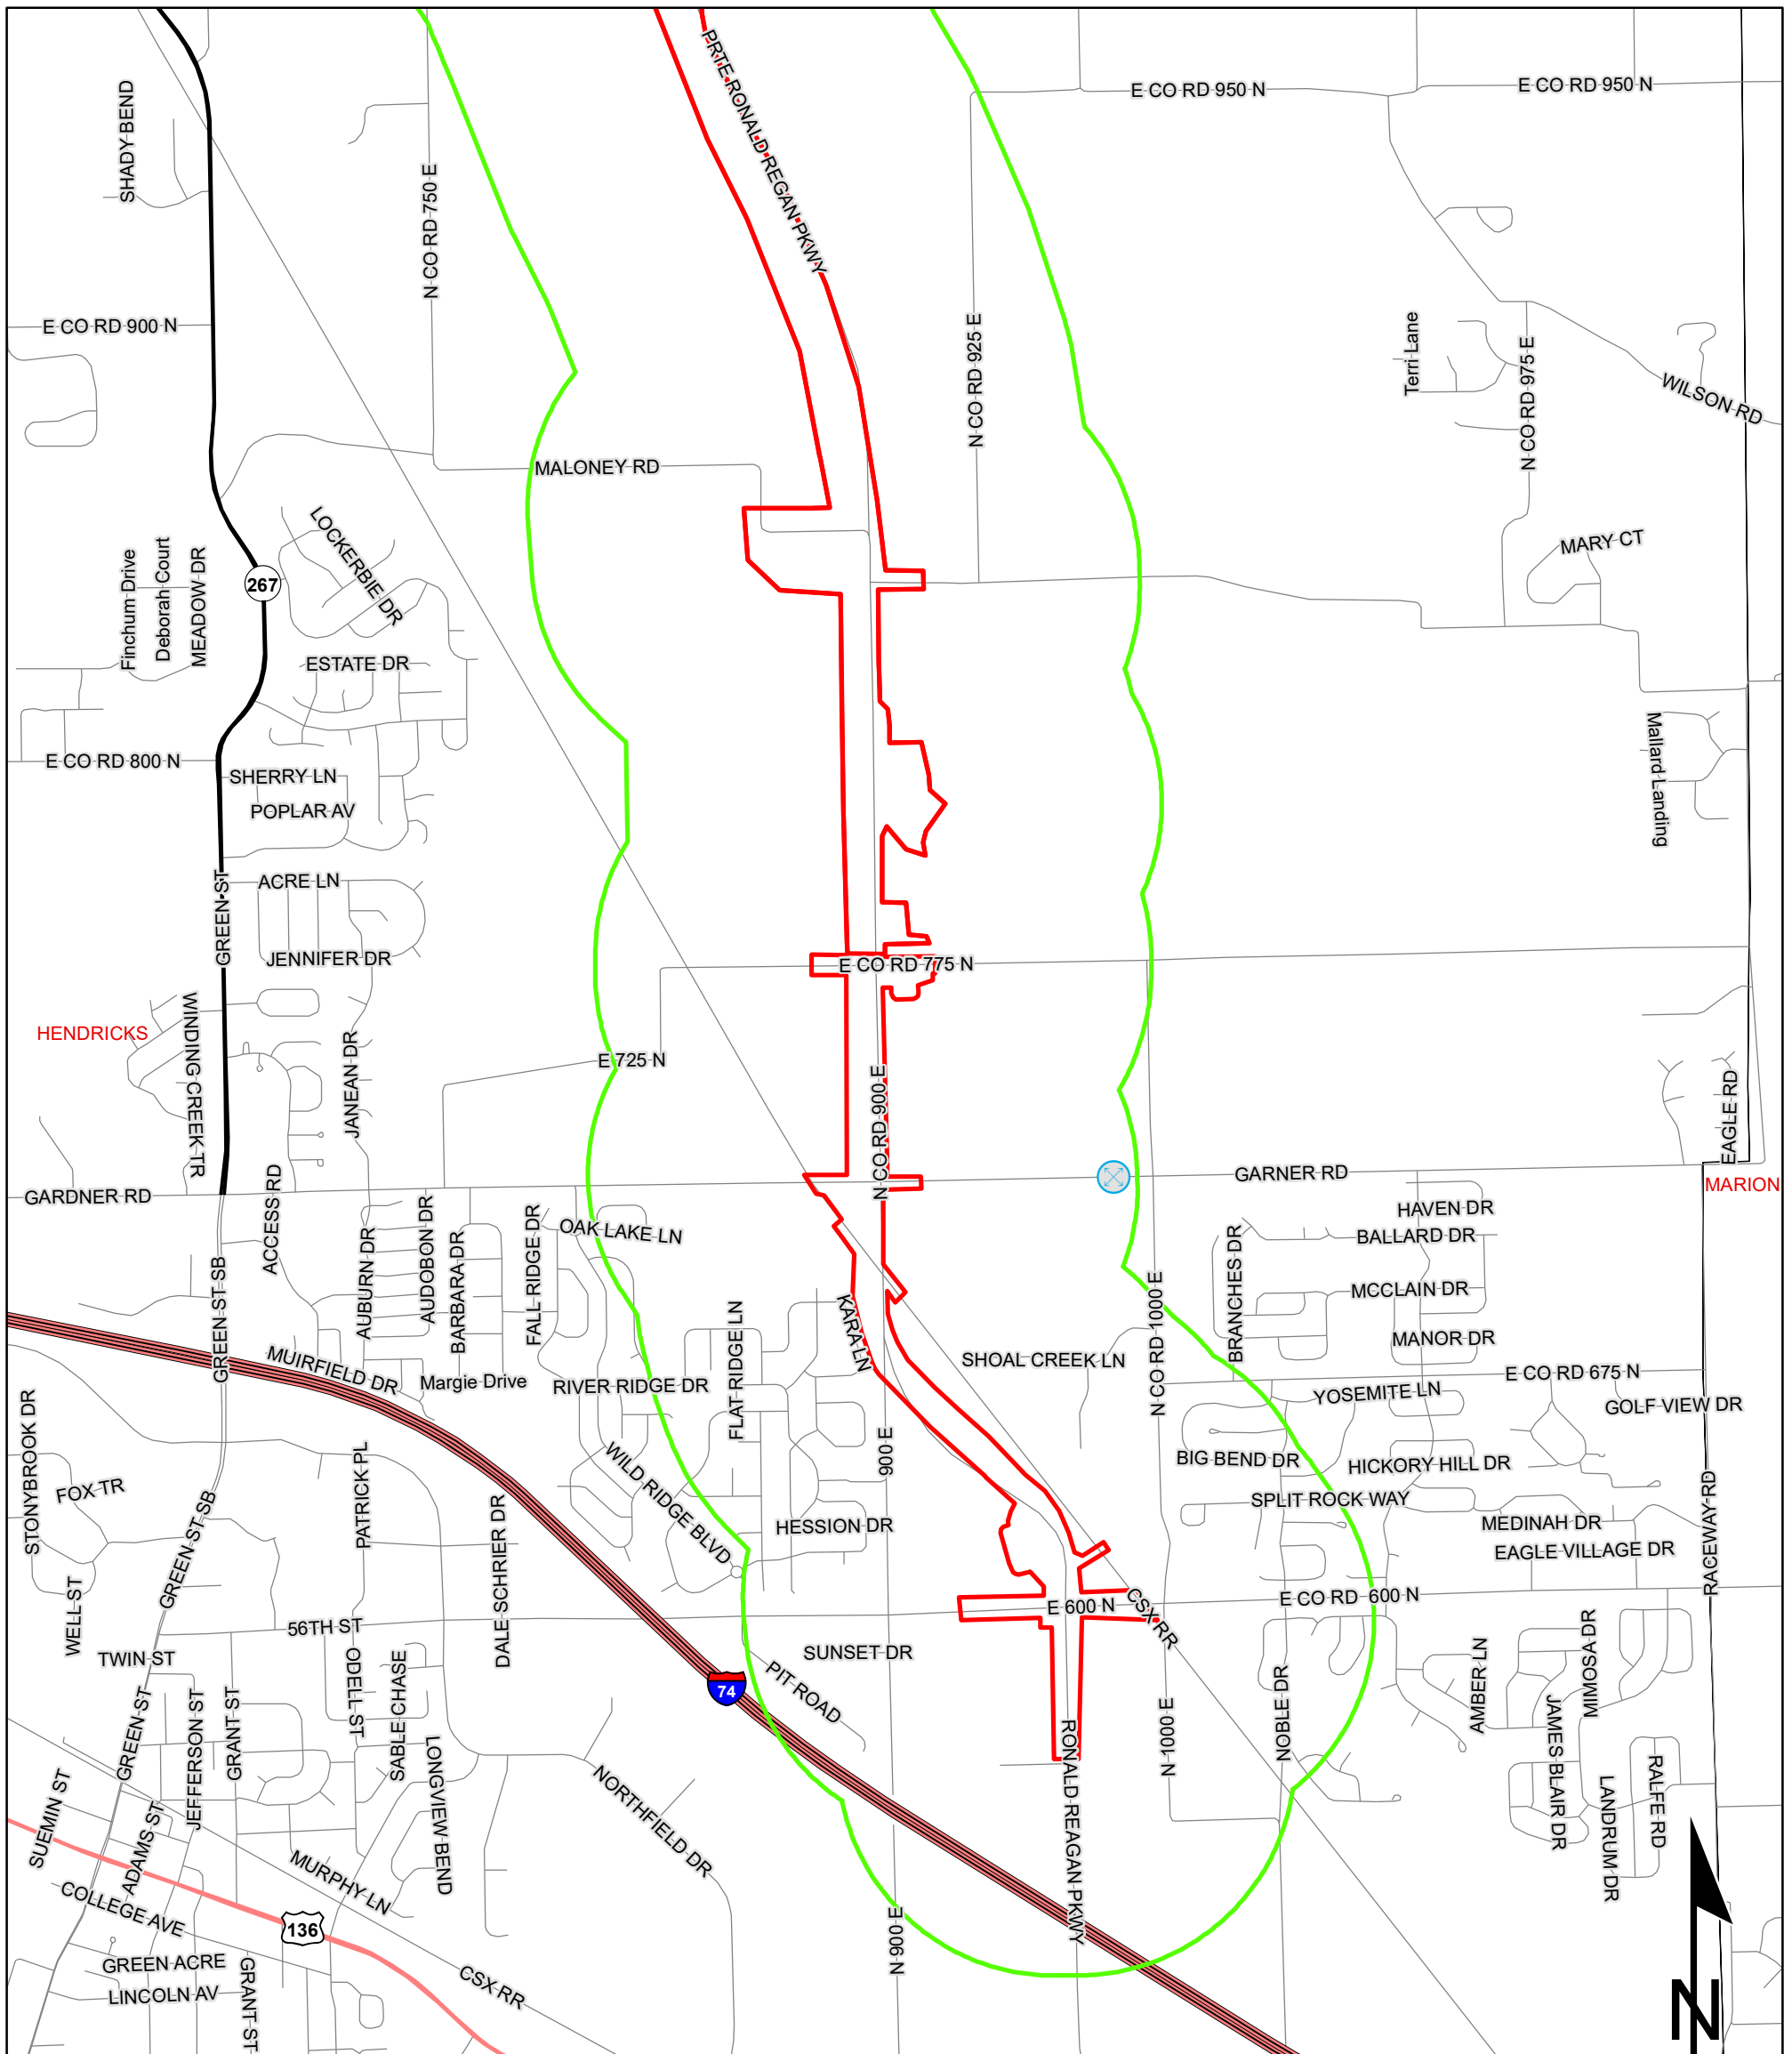 PRTE RONALD REGAN PKWY
E CO RD 950 N
E CO RD 950 N
SHADY BEND
N CO RD 750 E
E CO RD 900 N
N CO RD 925 E
Terri Lane
N CO RD 975 E
WILSON RD
MALONEY RD
LOCKERBIE DR
MARY CT
Finchum Drive
Deborah Court
MEADOW DR
267
ESTATE DR
E CO RD 800 N
SHERRY LN
POPLAR AV
Mallard Landing
GREEN ST
ACRE LN
JENNIFER DR
E CO RD 775 N
HENDRICKS
WINDING CREEK TR
JANEAN DR
E 725 N
N CO RD 900 E
EAGLE RD
GARDNER RD
GARNER RD
MARION
ACCESS RD
AUBURN DR
AUDOBON DR
BARBARA DR
FALL RIDGE DR
OAK LAKE LN
HAVEN DR
BALLARD DR
BRANCHES DR
MCCLAIN DR
MANOR DR
GREEN ST SB
FLAT RIDGE LN
KARA LN
N CO RD 1000 E
SHOAL CREEK LN
MUIRFIELD DR
Margie Drive
RIVER RIDGE DR
E CO RD 675 N
YOSEMITE LN
GOLF VIEW DR
STONYBROOK DR
FOX TR
PATRICK PL
WILD RIDGE BLVD
900 E
BIG BEND DR
HICKORY HILL DR
SPLIT ROCK WAY
RACEWAY RD
GREEN ST SB
DALE SCHRIER DR
HESSION DR
MEDINAH DR
EAGLE VILLAGE DR
WELL ST
56TH ST
E 600 N
CSX RR
E CO RD 600 N
TWIN ST
ODELL ST
SABLE CHASE
SUNSET DR
PIT ROAD
74
NOBLE DR
AMBER LN
MIMOSA DR
GREEN ST
JEFFERSON ST
GRANT ST
N 1000 E
JAMES BLAIR DR
SUEMIN ST
ADAMS ST
LONGVIEW BEND
NORTHFIELD DR
RONALD REAGAN PKWY
LANDRUM DR
RALFE RD
MURPHY LN
COLLEGE AVE
136
N 900 E
GREEN ACRE
LINCOLN AV
GRANT ST
CSX RR
N